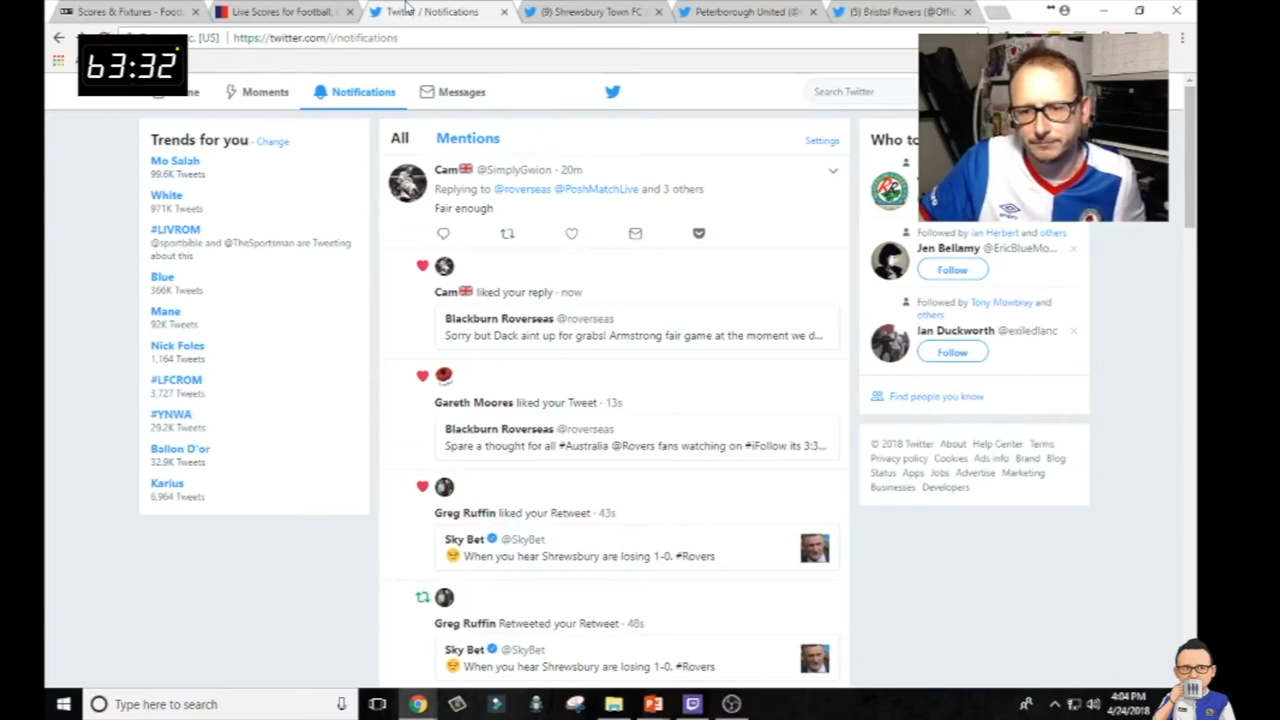 Scores & Fixtures - Foot
Live Scores for Football,
Twitter / Notifications
(9) Shrewsbury Town FC
Peterborough United (@
(5) Bristol Rovers (@Offic
63:32
[US]
https://twitter.com/i/notifications
Moments
Notifications
Messages
Search Twitter
Trends for you · Change
Mo Salah
99.6K Tweets
White
971K Tweets
#LIVROM
@sportbible and @TheSportsman are Tweeting
about this
Blue
366K Tweets
Mane
92K Tweets
Nick Foles
1,164 Tweets
#LFCROM
3,727 Tweets
#YNWA
29.2K Tweets
Ballon D'or
32.9K Tweets
Karius
6,964 Tweets
All
Mentions
Settings
Cam @SimplyGwion · 20m
Replying to @roverseas @PoshMatchLive and 3 others
Fair enough
Cam liked your reply · now
Blackburn Roverseas @roverseas
Sorry but Dack aint up for grabs! Armstrong fair game at the moment we d...
Gareth Moores liked your Tweet · 13s
Blackburn Roverseas @roverseas
Spare a thought for all #Australia @Rovers fans watching on #iFollow its 3:3...
Greg Ruffin liked your Retweet · 43s
Sky Bet @SkyBet
When you hear Shrewsbury are losing 1-0. #Rovers
Greg Ruffin Retweeted your Retweet · 48s
Sky Bet @SkyBet
When you hear Shrewsbury are losing 1-0. #Rovers
Who to
Followed by Ian Herbert and others
Jen Bellamy @EricBlueMo...
Follow
Followed by Tony Mowbray and
others
Ian Duckworth @exiledlanc
Follow
Find people you know
© 2018 Twitter About Help Center Terms
Privacy policy Cookies Ads info Brand Blog
Status Apps Jobs Advertise Marketing
Businesses Developers
Type here to search
4:04 PM
4/24/2018